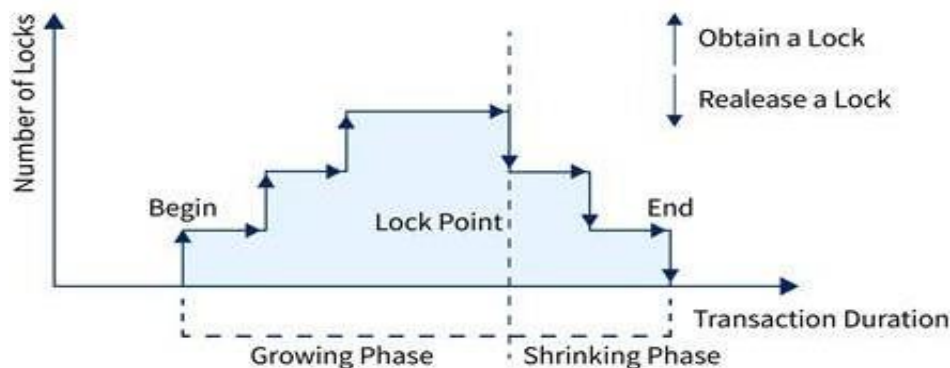 Number of Locks
Obtain a Lock
Realease a Lock
Begin
Lock Point
End
Transaction Duration
Growing Phase
Shrinking Phase